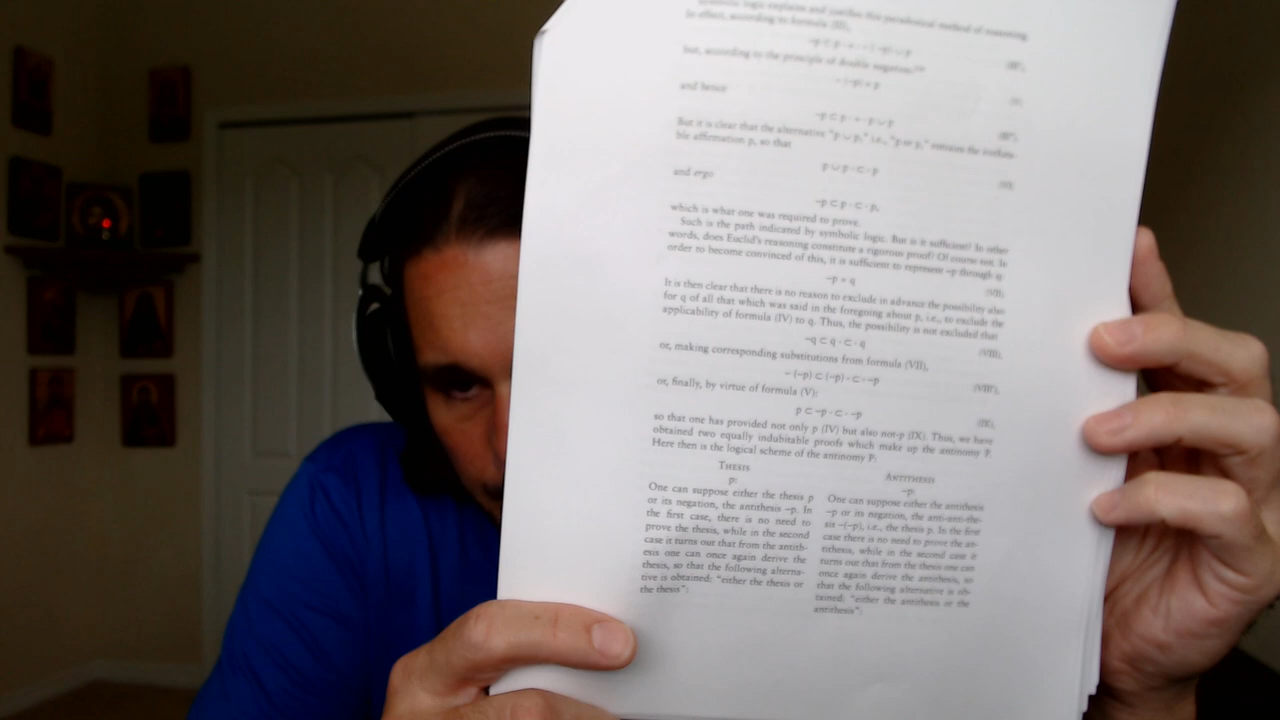 Symbolic logic explains and justifies this paradoxical method of reasoning.
In effect, according to formula (III),
but, according to the principle of double negation,
−(−p) = p
and hence
−p ⊂ p · = · p ∪ p
But it is clear that the alternative "p ∪ p," i.e., "p or p," entails the indubita-
ble affirmation p, so that
p ∪ p · ⊂ · p
and ergo
−p ⊂ p · ⊂ · p,
which is what one was required to prove.
Such is the path indicated by symbolic logic. But is it sufficient? In other
words, does Euclid's reasoning constitute a rigorous proof? Of course not. In
order to become convinced of this, it is sufficient to represent −p through q:
−p = q (VII)
It is then clear that there is no reason to exclude in advance the possibility also
for q of all that which was said in the foregoing about p, i.e., to exclude the
applicability of formula (IV) to q. Thus, the possibility is not excluded that
−q ⊂ q · ⊂ · q (VIII),
or, making corresponding substitutions from formula (VII),
−(−p) ⊂ (−p) · ⊂ · −p (VIII'),
or, finally, by virtue of formula (V):
p ⊂ −p · ⊂ · −p (IX),
so that one has provided not only p (IV) but also not-p (IX). Thus, we have
obtained two equally indubitable proofs which make up the antinomy P.
Here then is the logical scheme of the antinomy P:
THESIS
p:
One can suppose either the thesis p
or its negation, the antithesis −p. In
the first case, there is no need to
prove the thesis, while in the second
case it turns out that from the antith-
esis one can once again derive the
thesis, so that the following alterna-
tive is obtained: "either the thesis or
the thesis":
ANTITHESIS
−p:
One can suppose either the antithesis
−p or its negation, the anti-anti-the-
sis −(−p), i.e., the thesis p. In the first
case there is no need to prove the an-
tithesis, while in the second case it
turns out that from the thesis one can
once again derive the antithesis, so
that the following alternative is ob-
tained: "either the antithesis or the
antithesis":